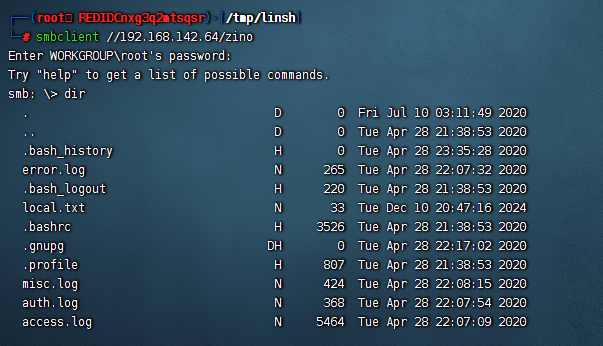 (root REDIDCnxg3q2mtsqsr)-[/tmp/linsh]
# smbclient //192.168.142.64/zino
Enter WORKGROUP\root's password:
Try "help" to get a list of possible commands.
smb: \> dir
. D 0 Fri Jul 10 03:11:49 2020
.. D 0 Tue Apr 28 21:38:53 2020
.bash_history H 0 Tue Apr 28 23:35:28 2020
error.log N 265 Tue Apr 28 22:07:32 2020
.bash_logout H 220 Tue Apr 28 21:38:53 2020
local.txt N 33 Tue Dec 10 20:47:16 2024
.bashrc H 3526 Tue Apr 28 21:38:53 2020
.gnupg DH 0 Tue Apr 28 22:17:02 2020
.profile H 807 Tue Apr 28 21:38:53 2020
misc.log N 424 Tue Apr 28 22:08:15 2020
auth.log N 368 Tue Apr 28 22:07:54 2020
access.log N 5464 Tue Apr 28 22:07:09 2020